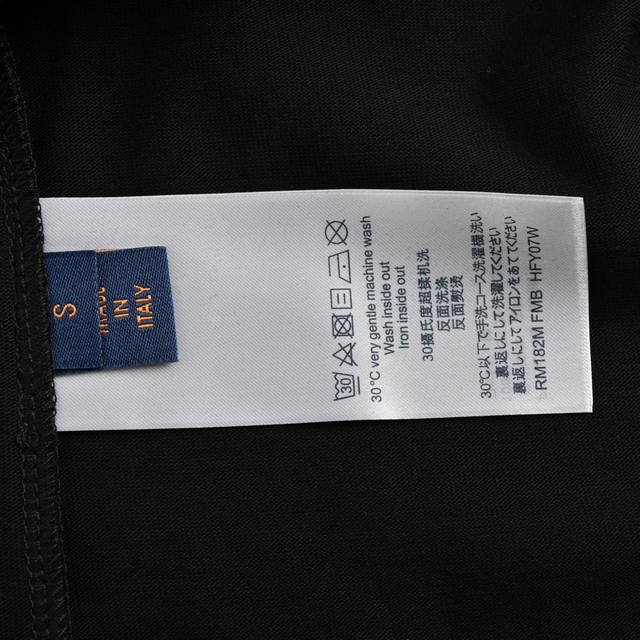 S
MADE
IN
ITALY
30
30°C very gentle machine wash
Wash inside out
Iron inside out
30攝氏度超揉机洗
反面洗涤
反面熨烫
30℃以下で手洗コース洗濯機洗い
裏返しにして洗濯してください
裏返しにしてアイロンをあててください
RM182M FMB HFY07W